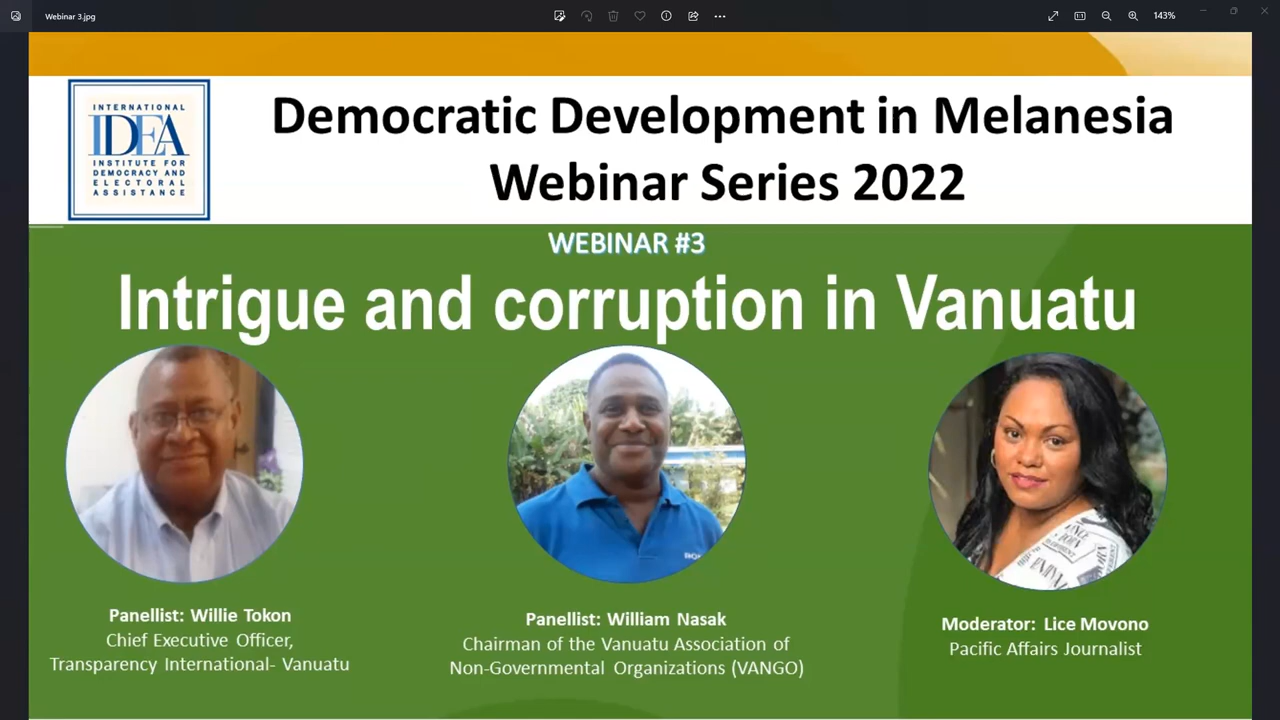 Webinar 3.jpg
143%
INTERNATIONAL
IDEA
INSTITUTE FOR
DEMOCRACY AND
ELECTORAL
ASSISTANCE
Democratic Development in Melanesia
Webinar Series 2022
WEBINAR #3
Intrigue and corruption in Vanuatu
Panellist: Willie Tokon
Chief Executive Officer,
Transparency International- Vanuatu
Panellist: William Nasak
Chairman of the Vanuatu Association of
Non-Governmental Organizations (VANGO)
Moderator: Lice Movono
Pacific Affairs Journalist